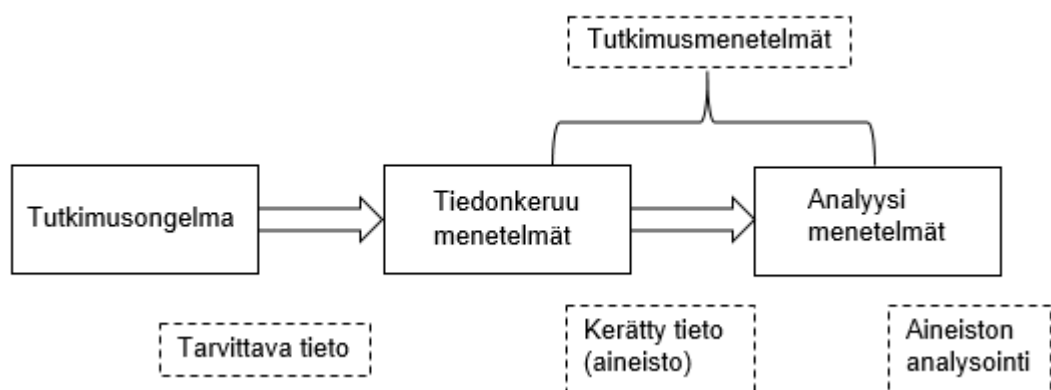 Tutkimusmenetelmät
Tutkimusongelma
Tiedonkeruu
menetelmät
Analyysi
menetelmät
Tarvittava tieto
Kerätty tieto
(aineisto)
Aineiston
analysointi